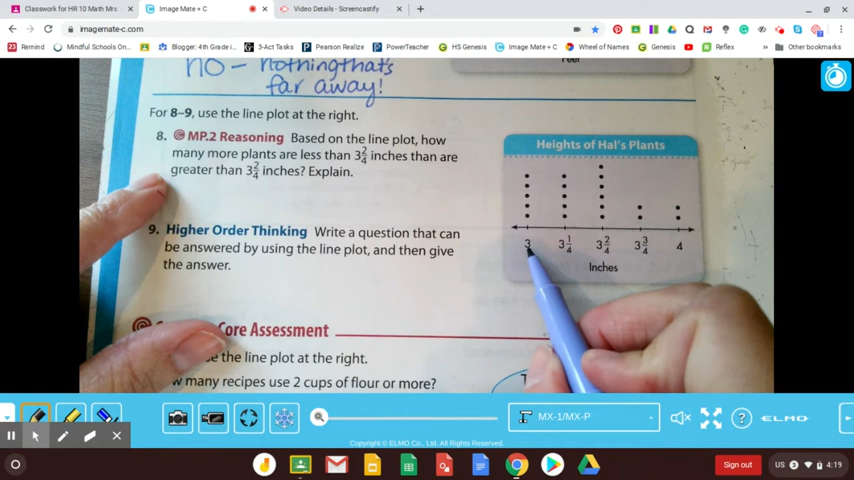 Classwork for HR 10 Math Mrs.
Image Mate + C
Video Details - Screencastify
imagemate-c.com
23 Remind
Mindful Schools On...
Blogger: 4th Grade i...
3-Act Tasks
Pearson Realize
PowerTeacher
HS Genesis
Image Mate + C
Wheel of Names
Genesis
Reflex
Other bookmarks
no - nothing that's
far away!
Feet
For 8–9, use the line plot at the right.
8. MP.2 Reasoning Based on the line plot, how
many more plants are less than 3 2/4 inches than are
greater than 3 2/4 inches? Explain.
9. Higher Order Thinking Write a question that can
be answered by using the line plot, and then give
the answer.
Heights of Hal's Plants
3 3 1/4 3 2/4 3 3/4 4
Inches
Core Assessment
e the line plot at the right.
w many recipes use 2 cups of flour or more?
MX-1/MX-P
ELMO
Copyright © ELMO Co., Ltd. All Rights Reserved.
Sign out
US 3 4:19